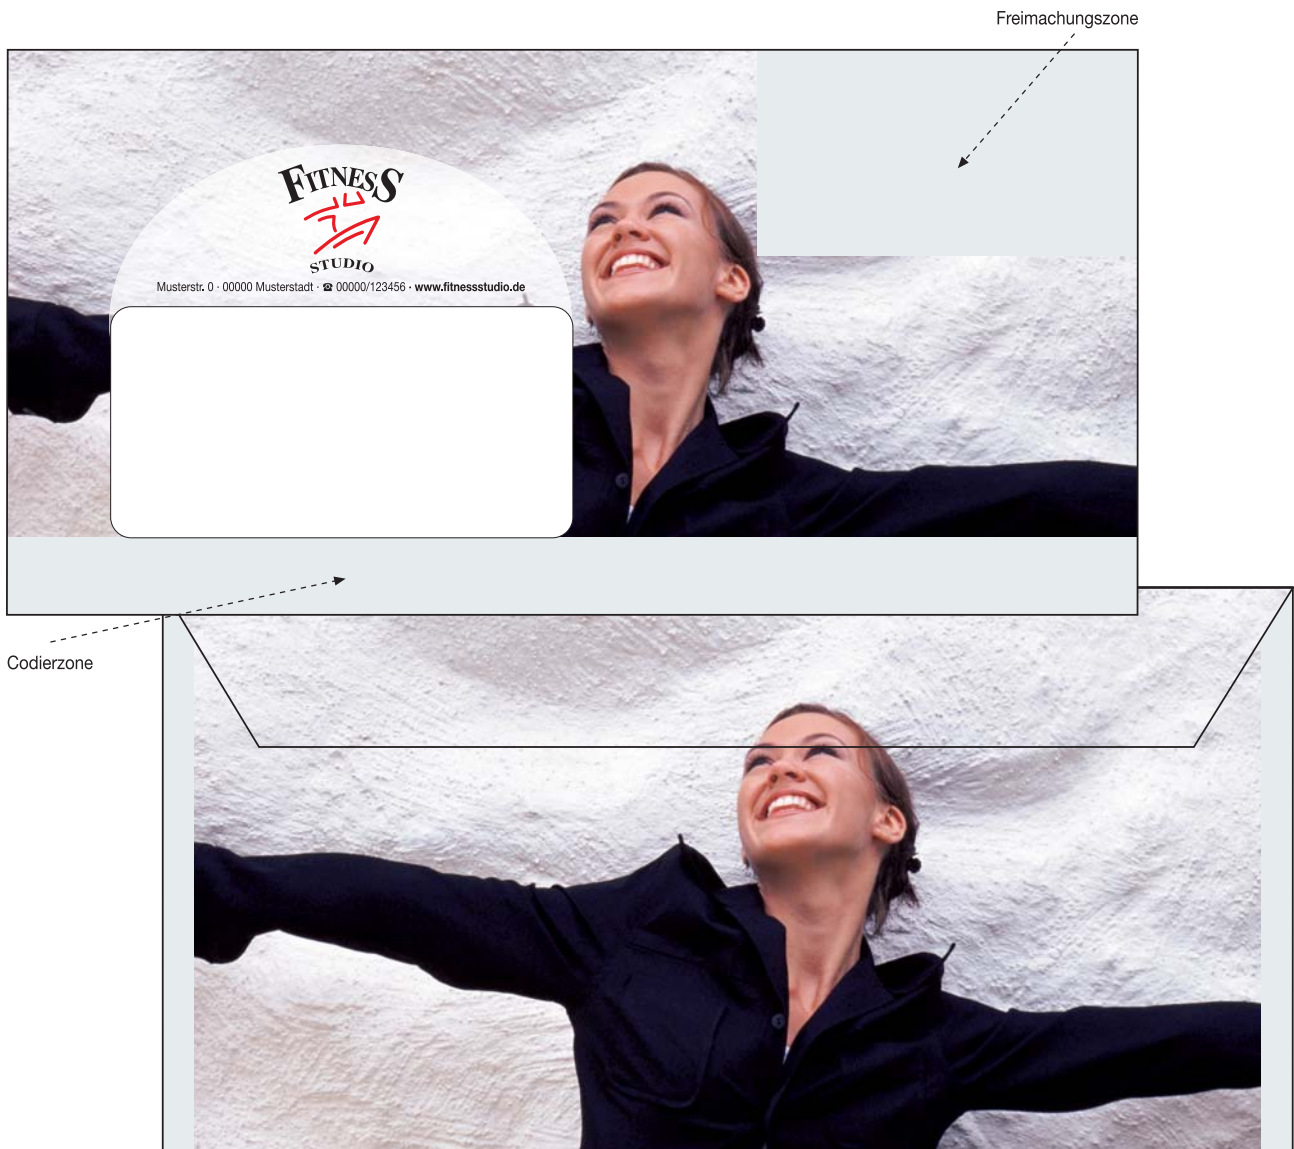 Freimachungszone
FITNESS
STUDIO
Musterstr. 0 · 00000 Musterstadt · ☎ 00000/123456 · www.fitnessstudio.de
Codierzone